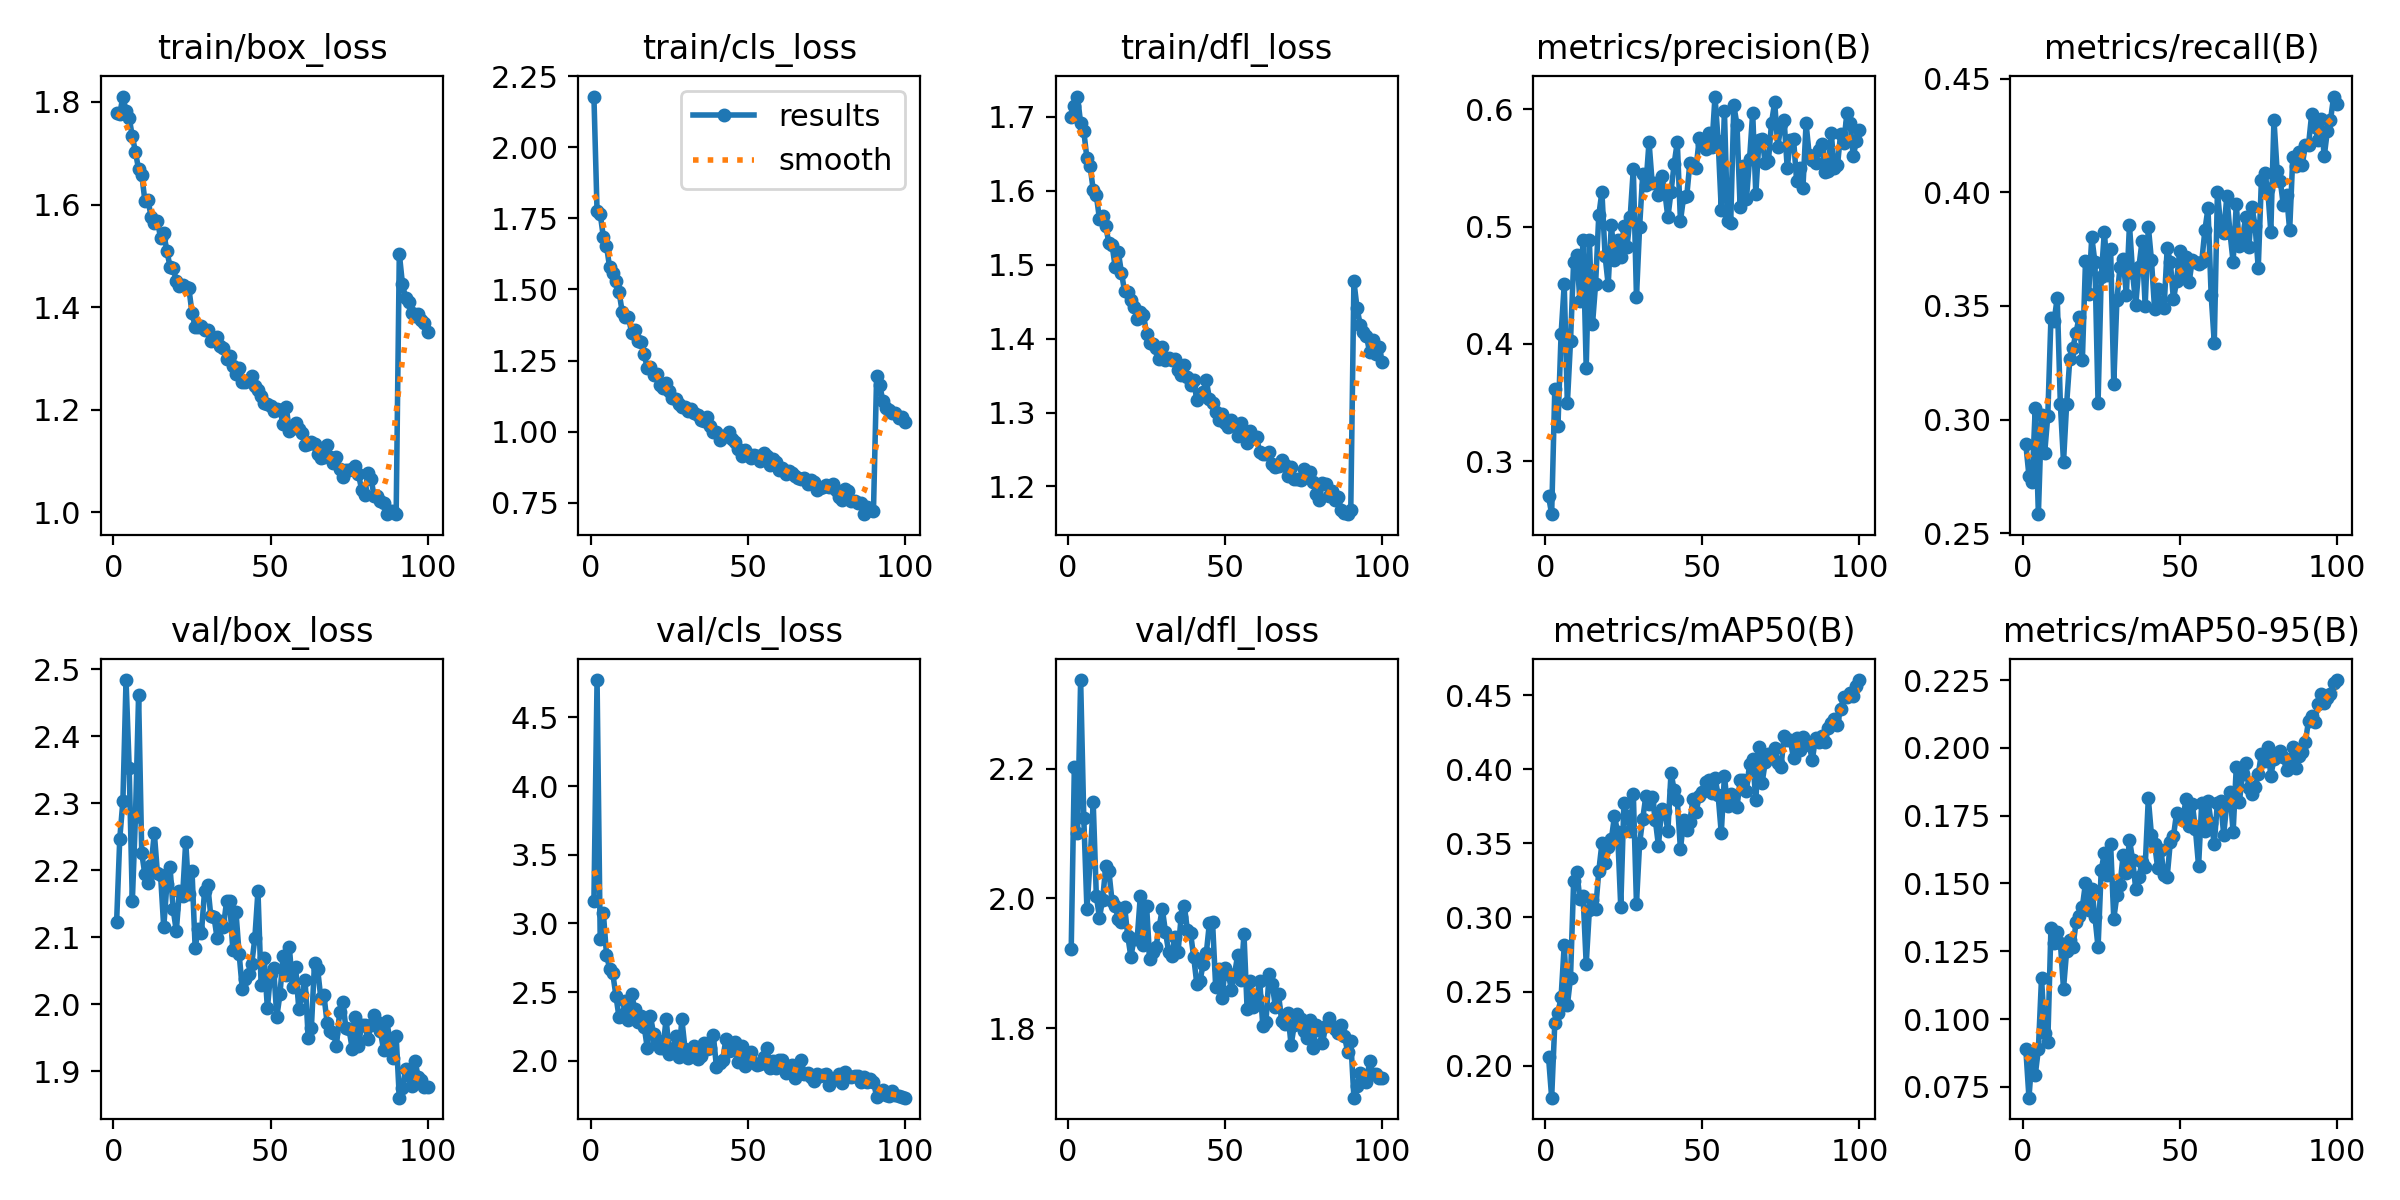 train/box_loss
1.8
1.6
1.4
1.2
1.0
0 50 100
train/cls_loss
2.25
2.00
1.75
1.50
1.25
1.00
0.75
0 50 100
results
smooth
train/dfl_loss
1.7
1.6
1.5
1.4
1.3
1.2
0 50 100
metrics/precision(B)
0.6
0.5
0.4
0.3
0 50 100
metrics/recall(B)
0.45
0.40
0.35
0.30
0.25
0 50 100
val/box_loss
2.5
2.4
2.3
2.2
2.1
2.0
1.9
0 50 100
val/cls_loss
4.5
4.0
3.5
3.0
2.5
2.0
0 50 100
val/dfl_loss
2.2
2.0
1.8
0 50 100
metrics/mAP50(B)
0.45
0.40
0.35
0.30
0.25
0.20
0 50 100
metrics/mAP50-95(B)
0.225
0.200
0.175
0.150
0.125
0.100
0.075
0 50 100